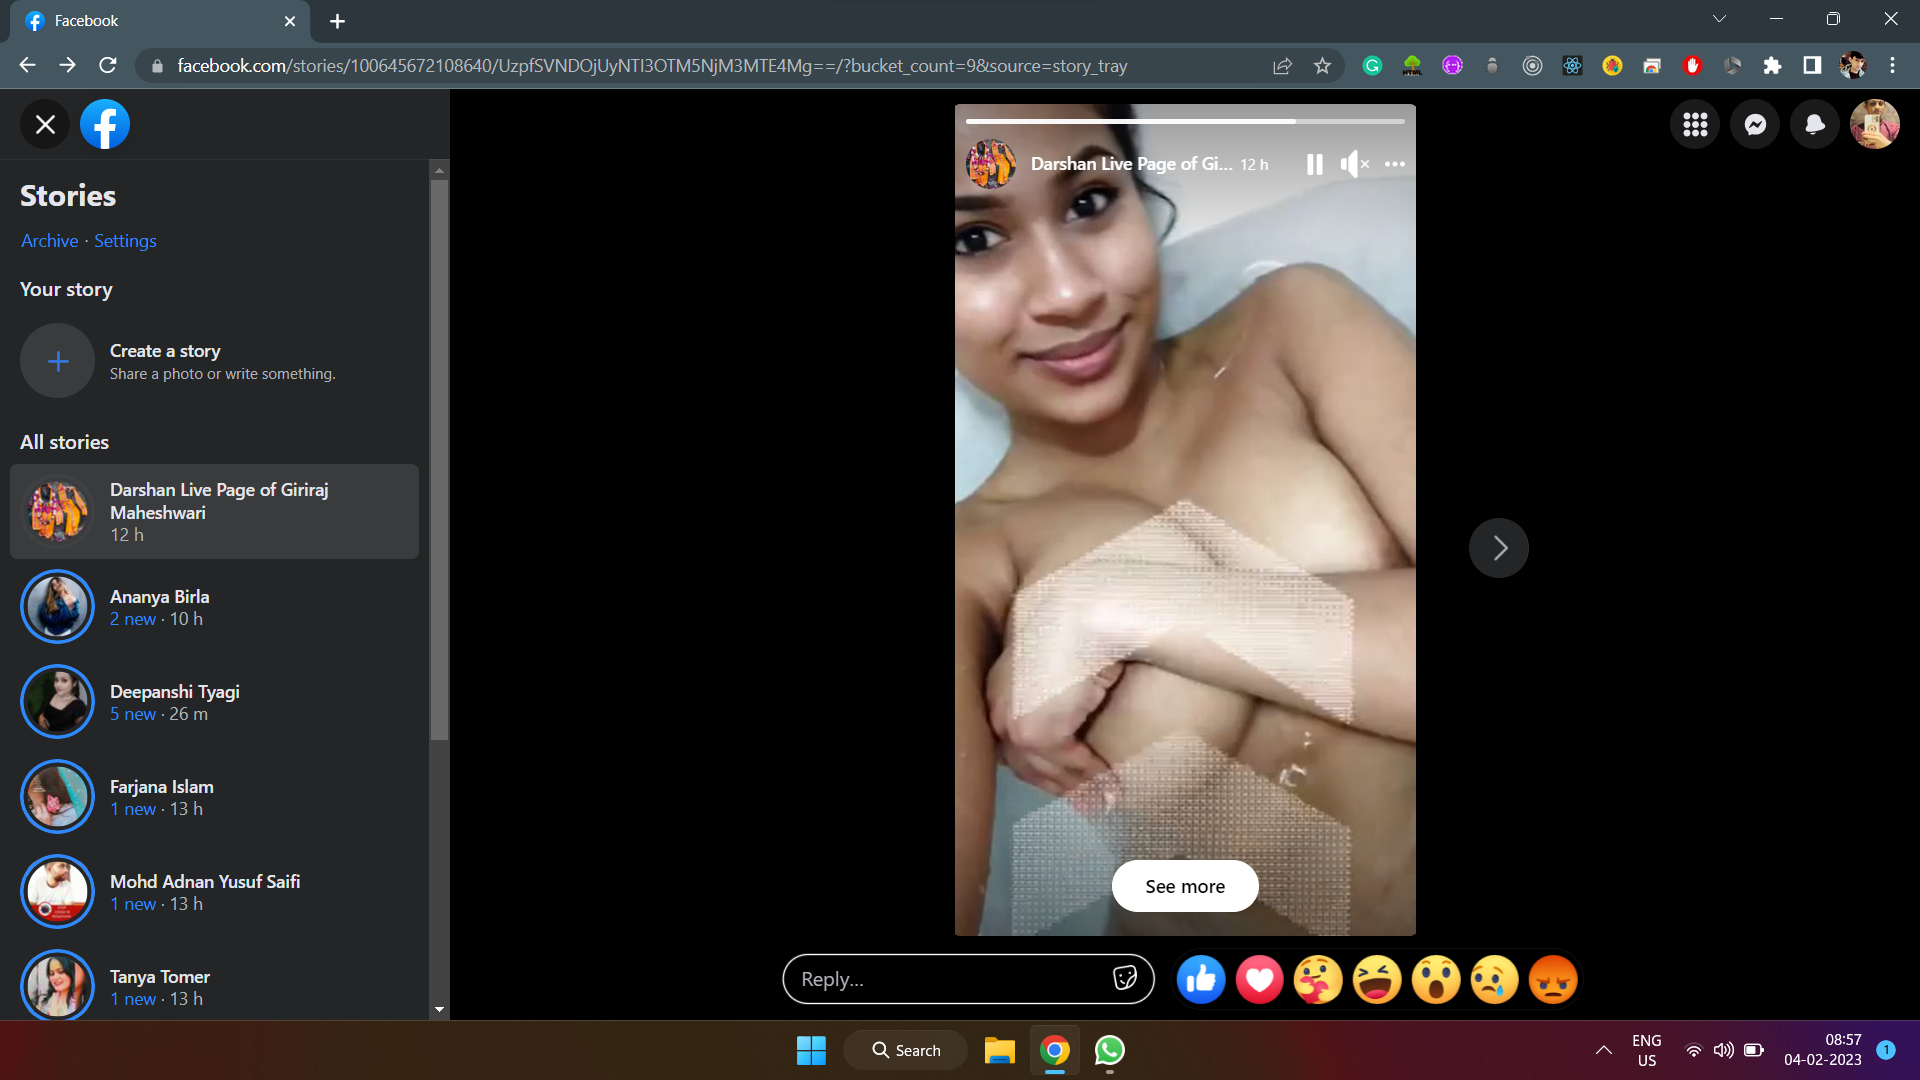 Facebook
facebook.com/stories/100645672108640/UzpfSVNDOjUyNTI3OTM5NjM3MTE4Mg==/?bucket_count=9&source=story_tray
Stories
Archive · Settings
Your story
Create a story
Share a photo or write something.
All stories
Darshan Live Page of Giriraj
Maheshwari
12 h
Ananya Birla
2 new · 10 h
Deepanshi Tyagi
5 new · 26 m
Farjana Islam
1 new · 13 h
Mohd Adnan Yusuf Saifi
1 new · 13 h
Tanya Tomer
1 new · 13 h
Darshan Live Page of Gi... 12 h
See more
Reply...
Search
ENG
US
08:57
04-02-2023
1